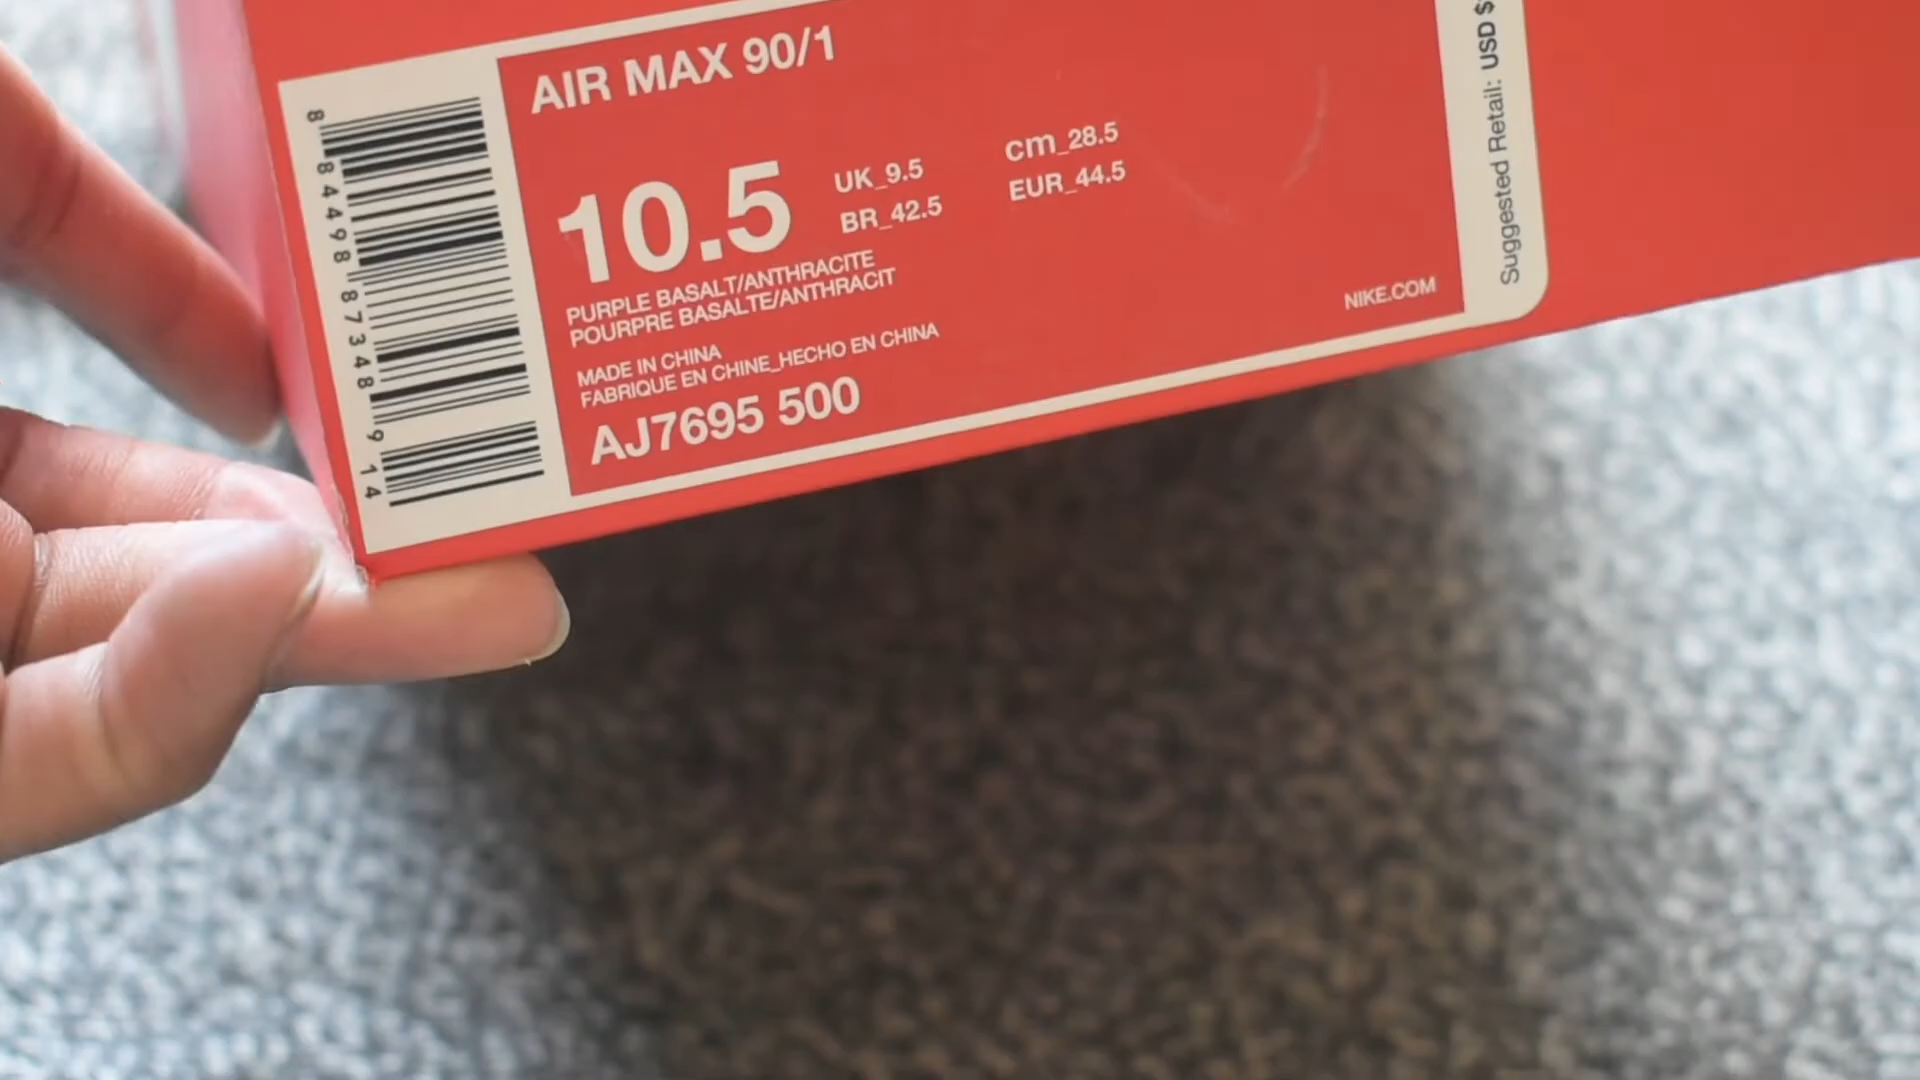 AIR MAX 90/1
10.5
UK_9.5
cm_28.5
BR_42.5
EUR_44.5
PURPLE BASALT/ANTHRACITE
POURPRE BASALTE/ANTHRACIT
MADE IN CHINA
FABRIQUE EN CHINE_HECHO EN CHINA
AJ7695 500
NIKE.COM
Suggested Retail: USD $
8 84498 87348 9 14